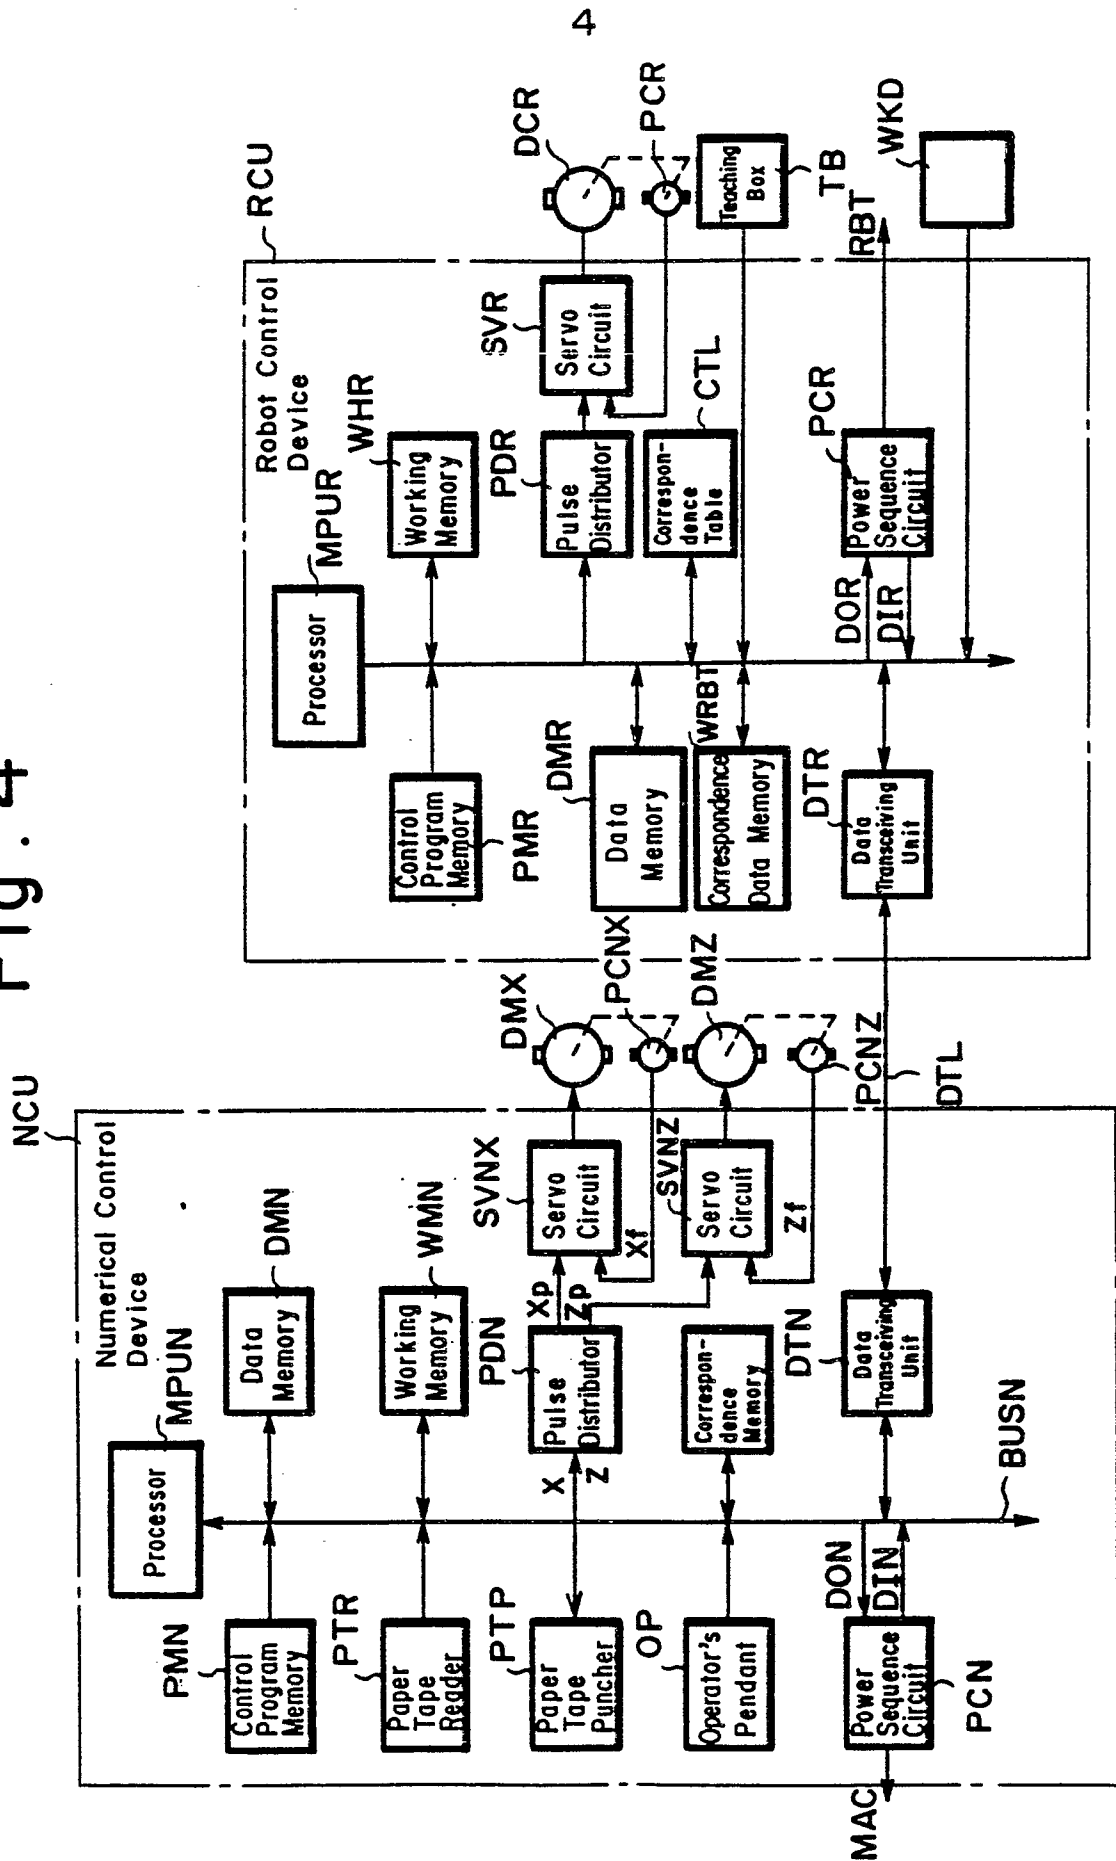 4
Fig. 4
NCU
Numerical Control
Device
MPUN
Processor
PMN
Control
Program
Memory
DMN
Data
Memory
PTR
Paper
Tape
Reader
WMN
Working
Memory
PTP
Paper
Tape
Puncher
X
Z
PDN
Pulse
Distributor
Xp
Zp
SVNX
Servo
Circuit
Xf
DMX
PCNX
OP
Operator's
Pendant
Correspon-
dence
Memory
SVNZ
Servo
Circuit
Zf
DMZ
PCNZ
DON
DIN
Power
Sequence
Circuit
PCN
MAC
DTN
Data
Transceiving
Unit
BUSN
DTL
RCU
Robot Control
Device
MPUR
Processor
Control
Program
Memory
PMR
WHR
Working
Memory
PDR
Pulse
Distributor
SVR
Servo
Circuit
DCR
PCR
DMR
Data
Memory
CTL
Correspon-
dence
Table
WRBT
Correspondence
Data Memory
Teaching
Box
TB
DTR
Data
Transceiving
Unit
DOR
DIR
PCR
Power
Sequence
Circuit
RBT
WKD